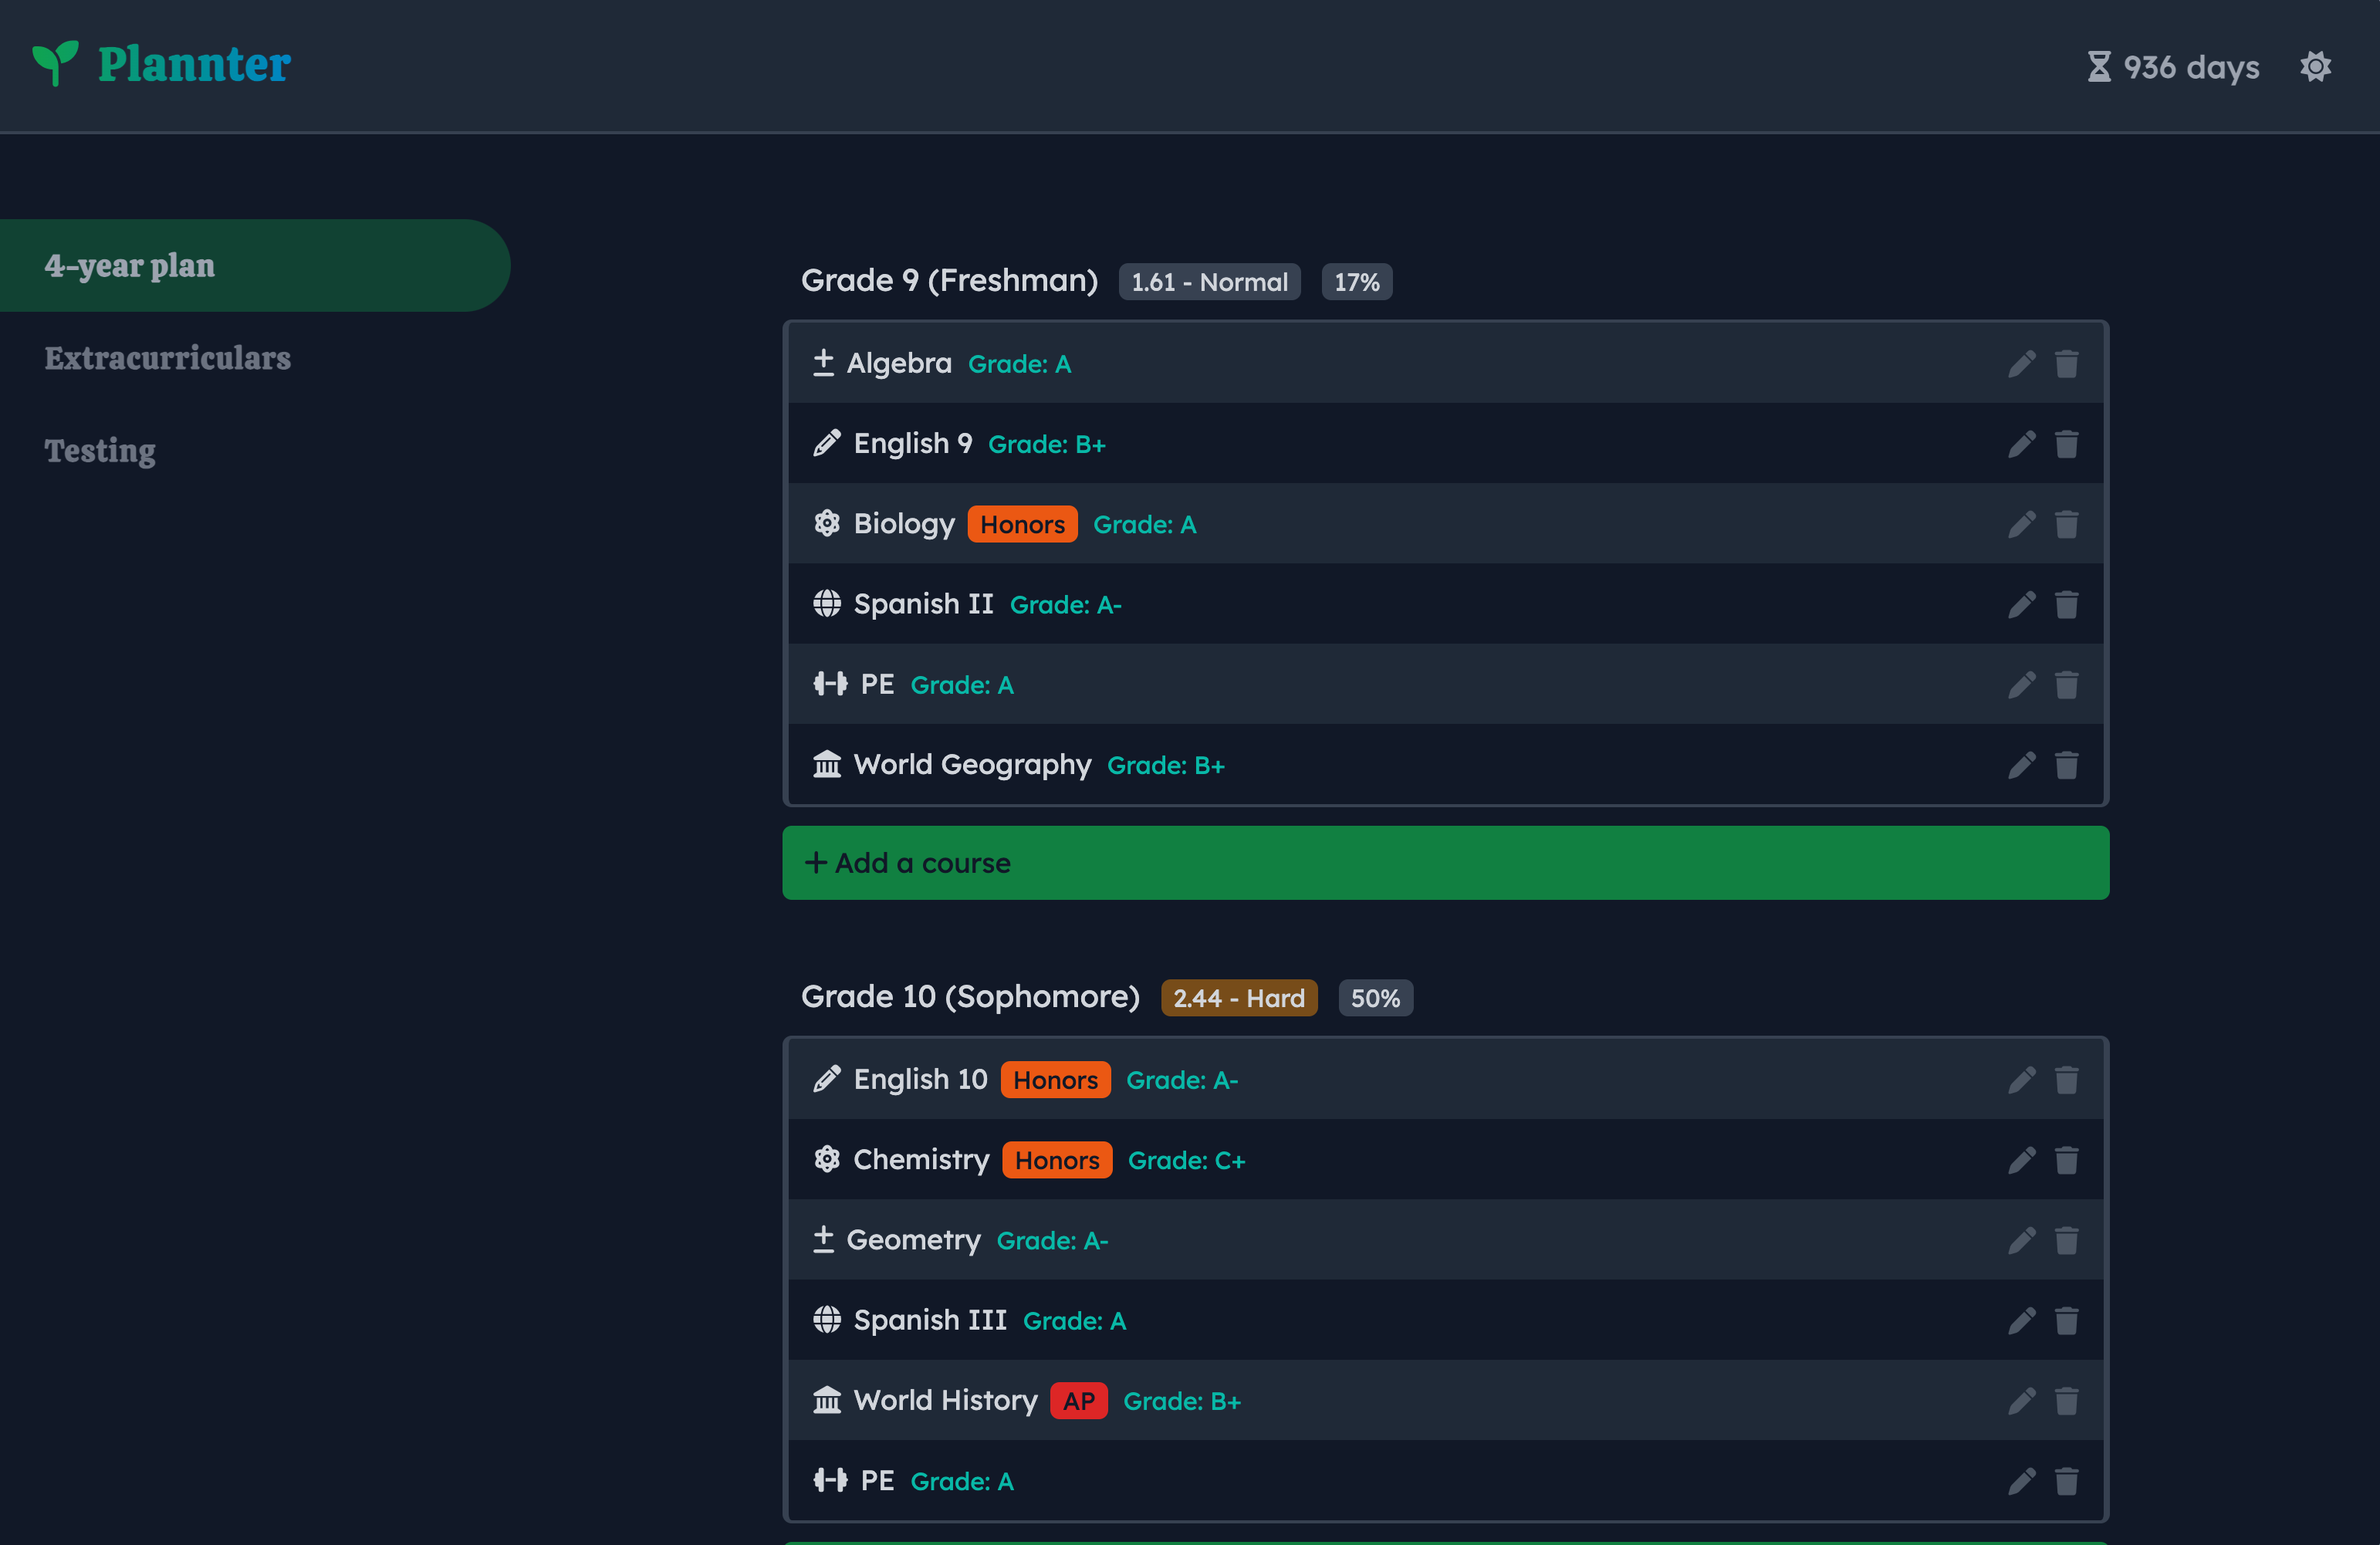 Plannter
936 days
4-year plan
Extracurriculars
Testing
Grade 9 (Freshman) 1.61 - Normal 17%
Algebra Grade: A
English 9 Grade: B+
Biology Honors Grade: A
Spanish II Grade: A-
PE Grade: A
World Geography Grade: B+
+ Add a course
Grade 10 (Sophomore) 2.44 - Hard 50%
English 10 Honors Grade: A-
Chemistry Honors Grade: C+
Geometry Grade: A-
Spanish III Grade: A
World History AP Grade: B+
PE Grade: A